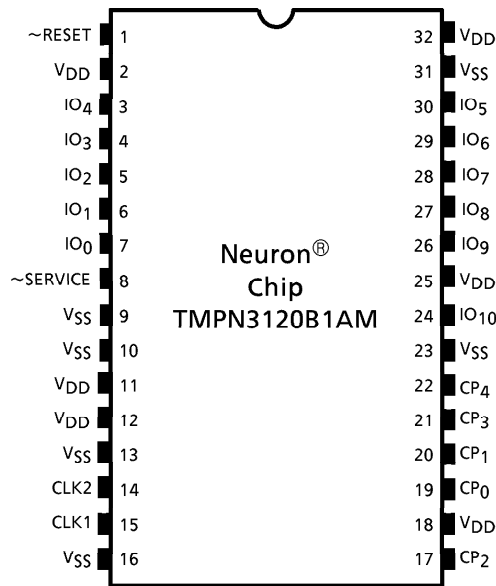 ~RESET 1 32 VDD
VDD 2 31 VSS
IO4 3 30 IO5
IO3 4 29 IO6
IO2 5 28 IO7
IO1 6 27 IO8
IO0 7 26 IO9
Neuron®
~SERVICE 8 25 VDD
Chip
VSS 9 24 IO10
TMPN3120B1AM
VSS 10 23 VSS
VDD 11 22 CP4
VDD 12 21 CP3
VSS 13 20 CP1
CLK2 14 19 CP0
CLK1 15 18 VDD
VSS 16 17 CP2